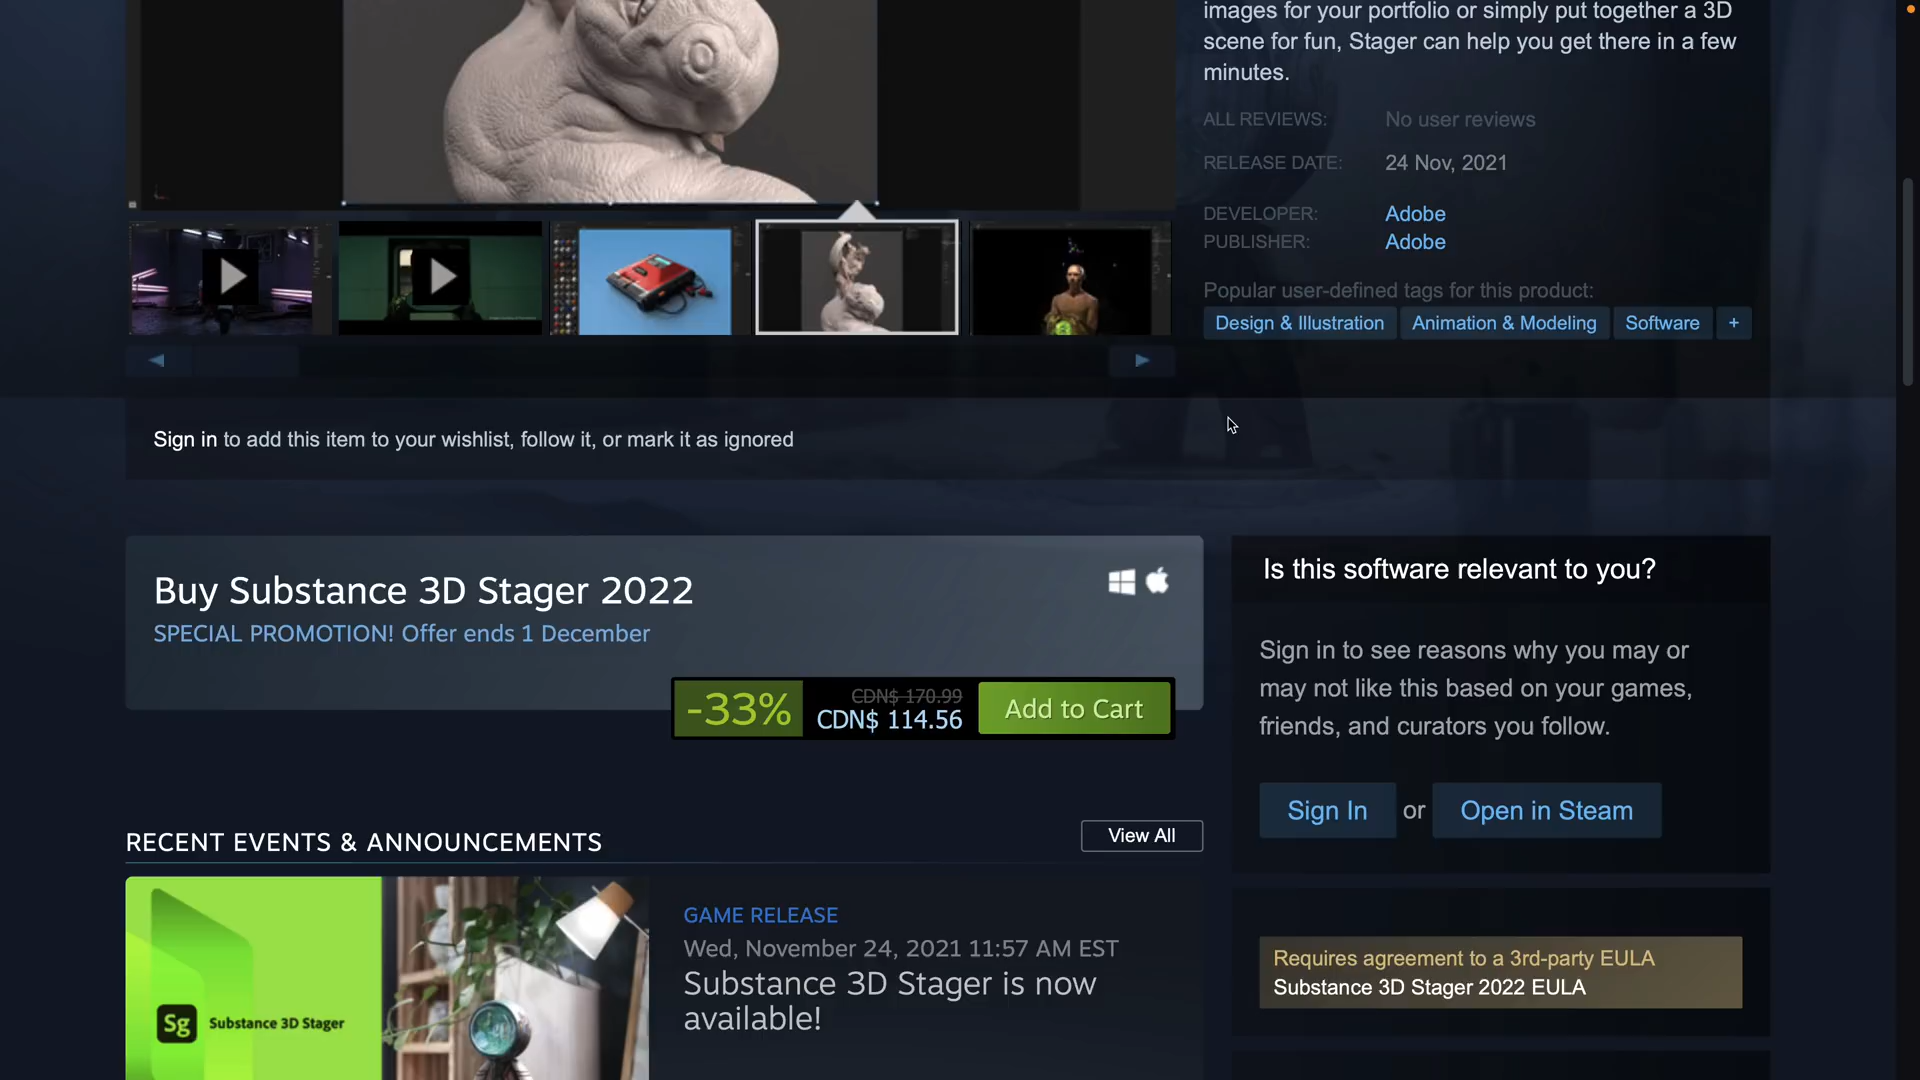 images for your portfolio or simply put together a 3D
scene for fun, Stager can help you get there in a few
minutes.
ALL REVIEWS: No user reviews
RELEASE DATE: 24 Nov, 2021
DEVELOPER: Adobe
PUBLISHER: Adobe
Popular user-defined tags for this product:
Design & Illustration Animation & Modeling Software +
Sign in to add this item to your wishlist, follow it, or mark it as ignored
Buy Substance 3D Stager 2022
SPECIAL PROMOTION! Offer ends 1 December
-33% CDN$ 170.99
CDN$ 114.56
Add to Cart
Is this software relevant to you?
Sign in to see reasons why you may or
may not like this based on your games,
friends, and curators you follow.
Sign In or Open in Steam
RECENT EVENTS & ANNOUNCEMENTS
View All
Sg Substance 3D Stager
GAME RELEASE
Wed, November 24, 2021 11:57 AM EST
Substance 3D Stager is now
available!
Requires agreement to a 3rd-party EULA
Substance 3D Stager 2022 EULA